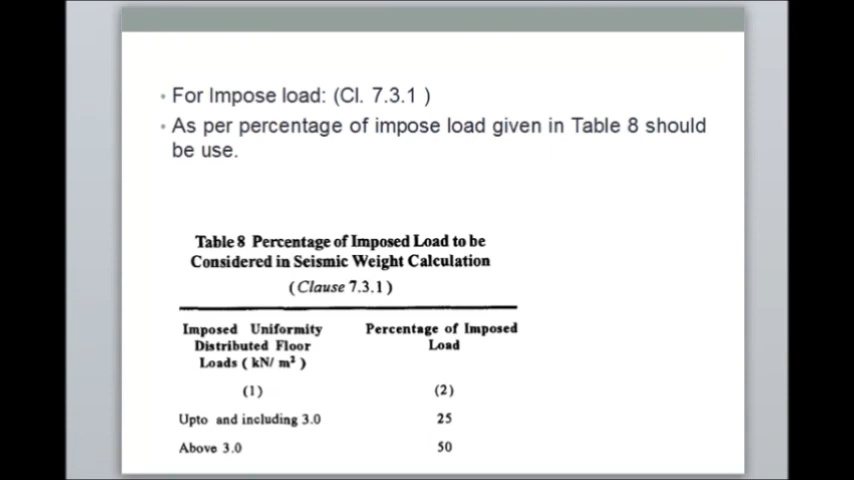 • For Impose load: (Cl. 7.3.1 )
• As per percentage of impose load given in Table 8 should
be use.
Table 8 Percentage of Imposed Load to be
Considered in Seismic Weight Calculation
( Clause 7.3.1 )
Imposed Uniformity
Distributed Floor
Loads ( kN/ m² )
Percentage of Imposed
Load
(1) (2)
Upto and including 3.0 25
Above 3.0 50